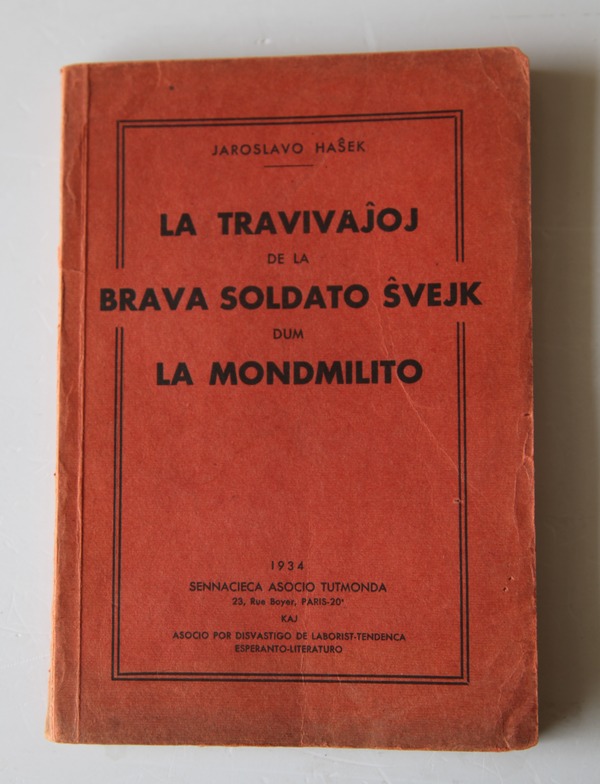 JAROSLAVO HAŜEK
LA TRAVIVAĴOJ
DE LA
BRAVA SOLDATO ŜVEJK
DUM
LA MONDMILITO
1934
SENNACIECA ASOCIO TUTMONDA
23, Rue Boyer, PARIS-20ᵉ
KAJ
ASOCIO POR DISVASTIGO DE LABORIST-TENDENCA
ESPERANTO-LITERATURO